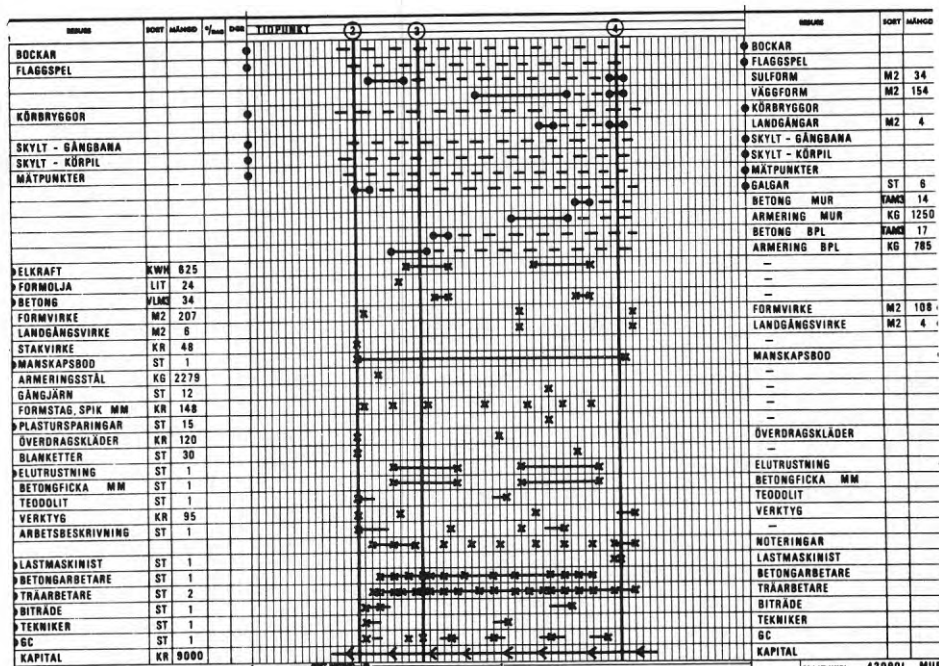 RESURS SORT MÄNGD °/DAG DGR TIDPUNKT 2 3 4 RESURS SORT MÄNGD
BOCKAR BOCKAR
FLAGGSPEL FLAGGSPEL
SULFORM M2 34
VÄGGFORM M2 154
KÖRBRYGGOR KÖRBRYGGOR
LANDGÅNGAR M2 4
SKYLT - GÅNGBANA SKYLT - GÅNGBANA
SKYLT - KÖRPIL SKYLT - KÖRPIL
MÄTPUNKTER MÄTPUNKTER
GALGAR ST 6
BETONG MUR TAM3 14
ARMERING MUR KG 1250
BETONG BPL TAM3 17
ARMERING BPL KG 785
ELKRAFT KWH 625 –
FORMOLJA LIT 24 –
BETONG VLM3 34 –
FORMVIRKE M2 207 FORMVIRKE M2 108
LANDGÅNGSVIRKE M2 6 LANDGÅNGSVIRKE M2 4
STAKVIRKE KR 48 –
MANSKAPSBOD ST 1 MANSKAPSBOD
ARMERINGSSTÅL KG 2279 –
GÅNGJÄRN ST 12 –
FORMSTAG, SPIK MM KR 148 –
PLASTURSPARINGAR ST 15 –
ÖVERDRAGSKLÄDER KR 120 ÖVERDRAGSKLÄDER
BLANKETTER ST 30 –
ELUTRUSTNING ST 1 ELUTRUSTNING
BETONGFICKA MM ST 1 BETONGFICKA MM
TEODOLIT ST 1 TEODOLIT
VERKTYG KR 95 VERKTYG
ARBETSBESKRIVNING ST 1 –
NOTERINGAR
LASTMASKINIST ST 1 LASTMASKINIST
BETONGARBETARE ST 1 BETONGARBETARE
TRÄARBETARE ST 2 TRÄARBETARE
BITRÄDE ST 1 BITRÄDE
TEKNIKER ST 1 TEKNIKER
GC ST 1 GC
KAPITAL KR 9000 KAPITAL